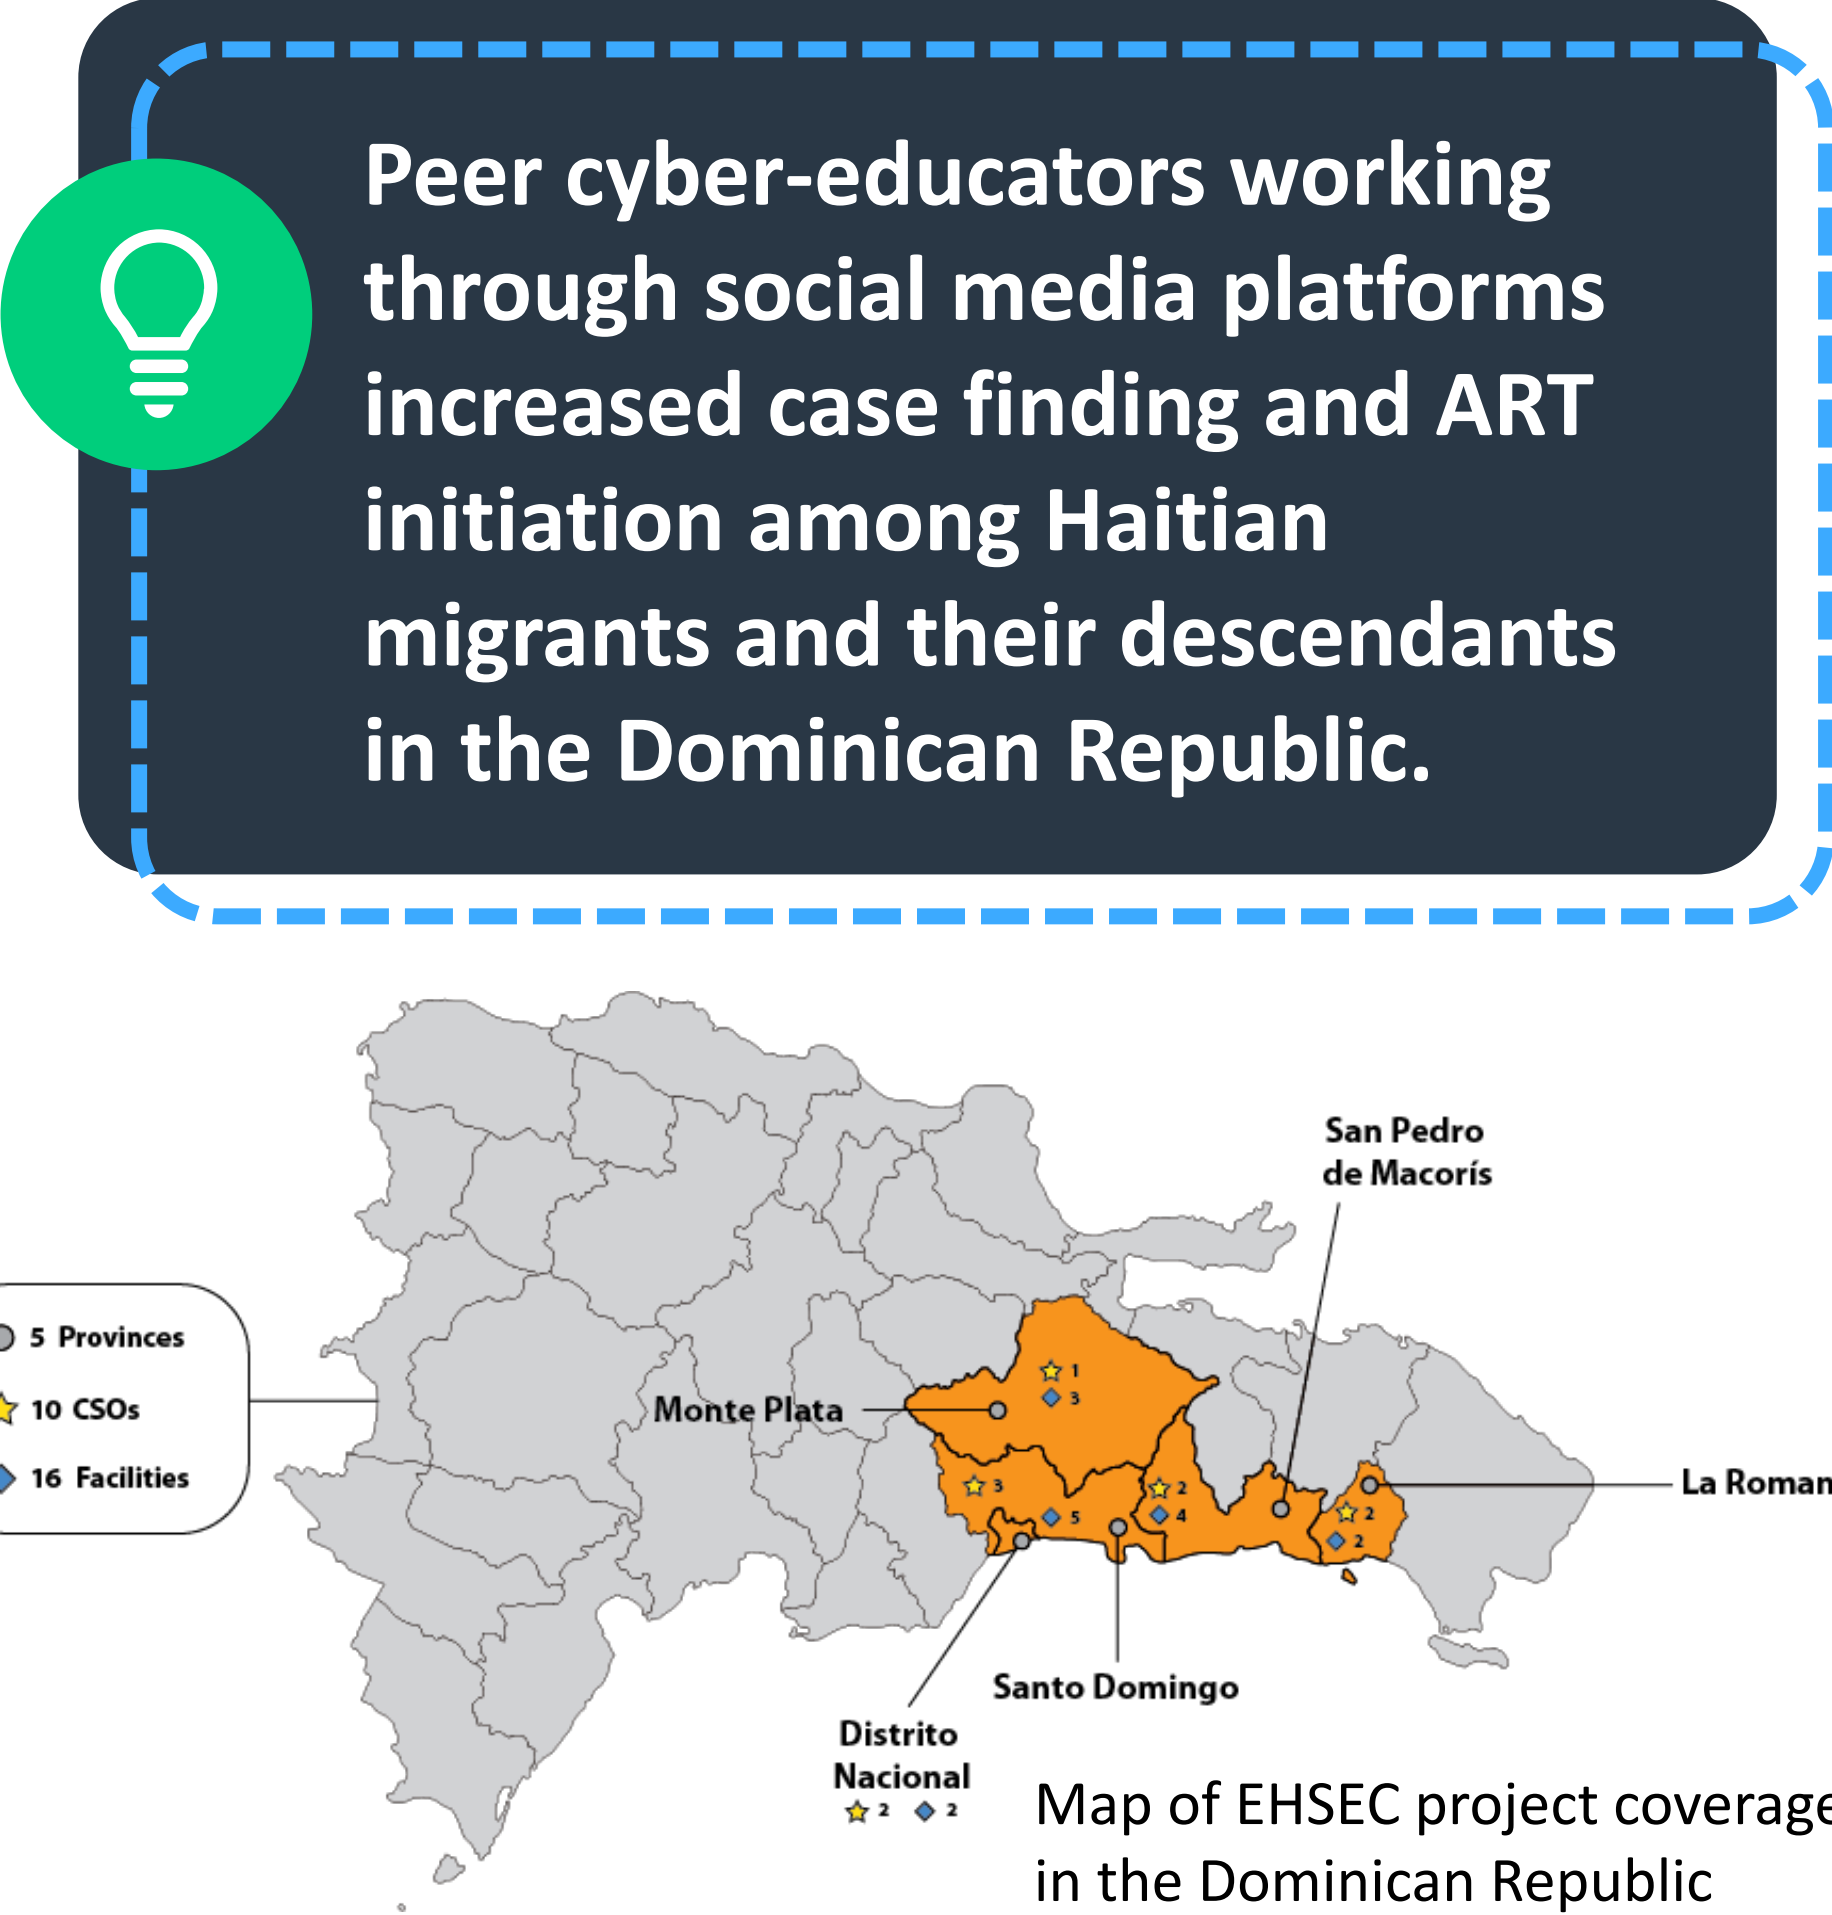 Peer cyber-educators working
through social media platforms
increased case finding and ART
initiation among Haitian
migrants and their descendants
in the Dominican Republic.
San Pedro
de Macorís
5 Provinces
10 CSOs
16 Facilities
1
3
Monte Plata
3
5
2
4
La Roman
2
2
Santo Domingo
Distrito
Nacional
2 2
Map of EHSEC project coverage
in the Dominican Republic